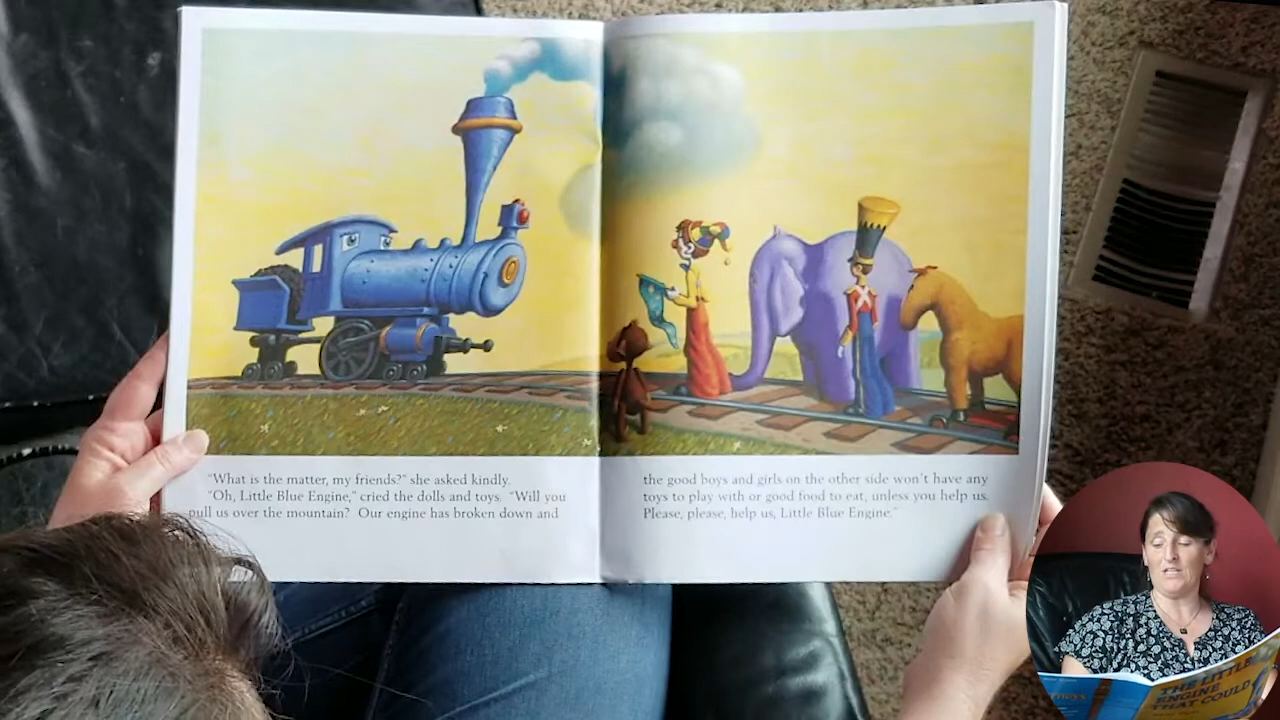 "What is the matter, my friends?" she asked kindly.
"Oh, Little Blue Engine," cried the dolls and toys. "Will you
pull us over the mountain? Our engine has broken down and
the good boys and girls on the other side won't have any
toys to play with or good food to eat, unless you help us.
Please, please, help us, Little Blue Engine."
THE LITTLE
ENGINE
THAT COULD